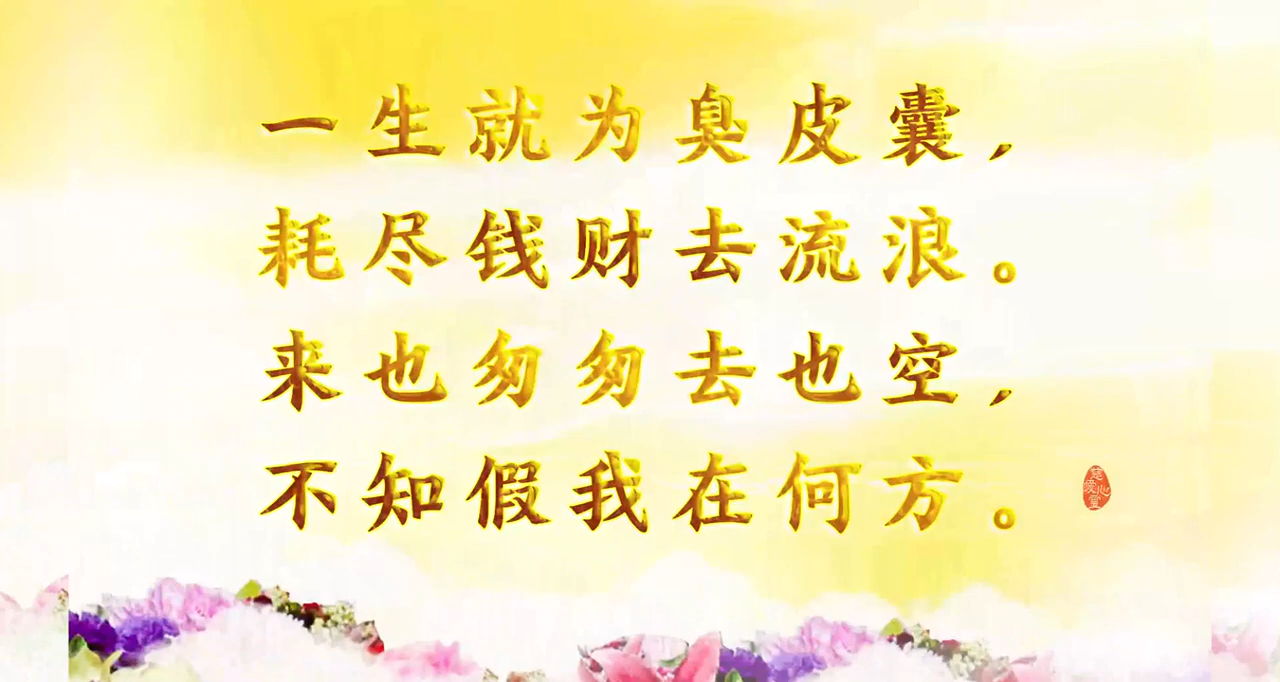 一生就为臭皮囊，
耗尽钱财去流浪。
来也匆匆去也空，
不知假我在何方。